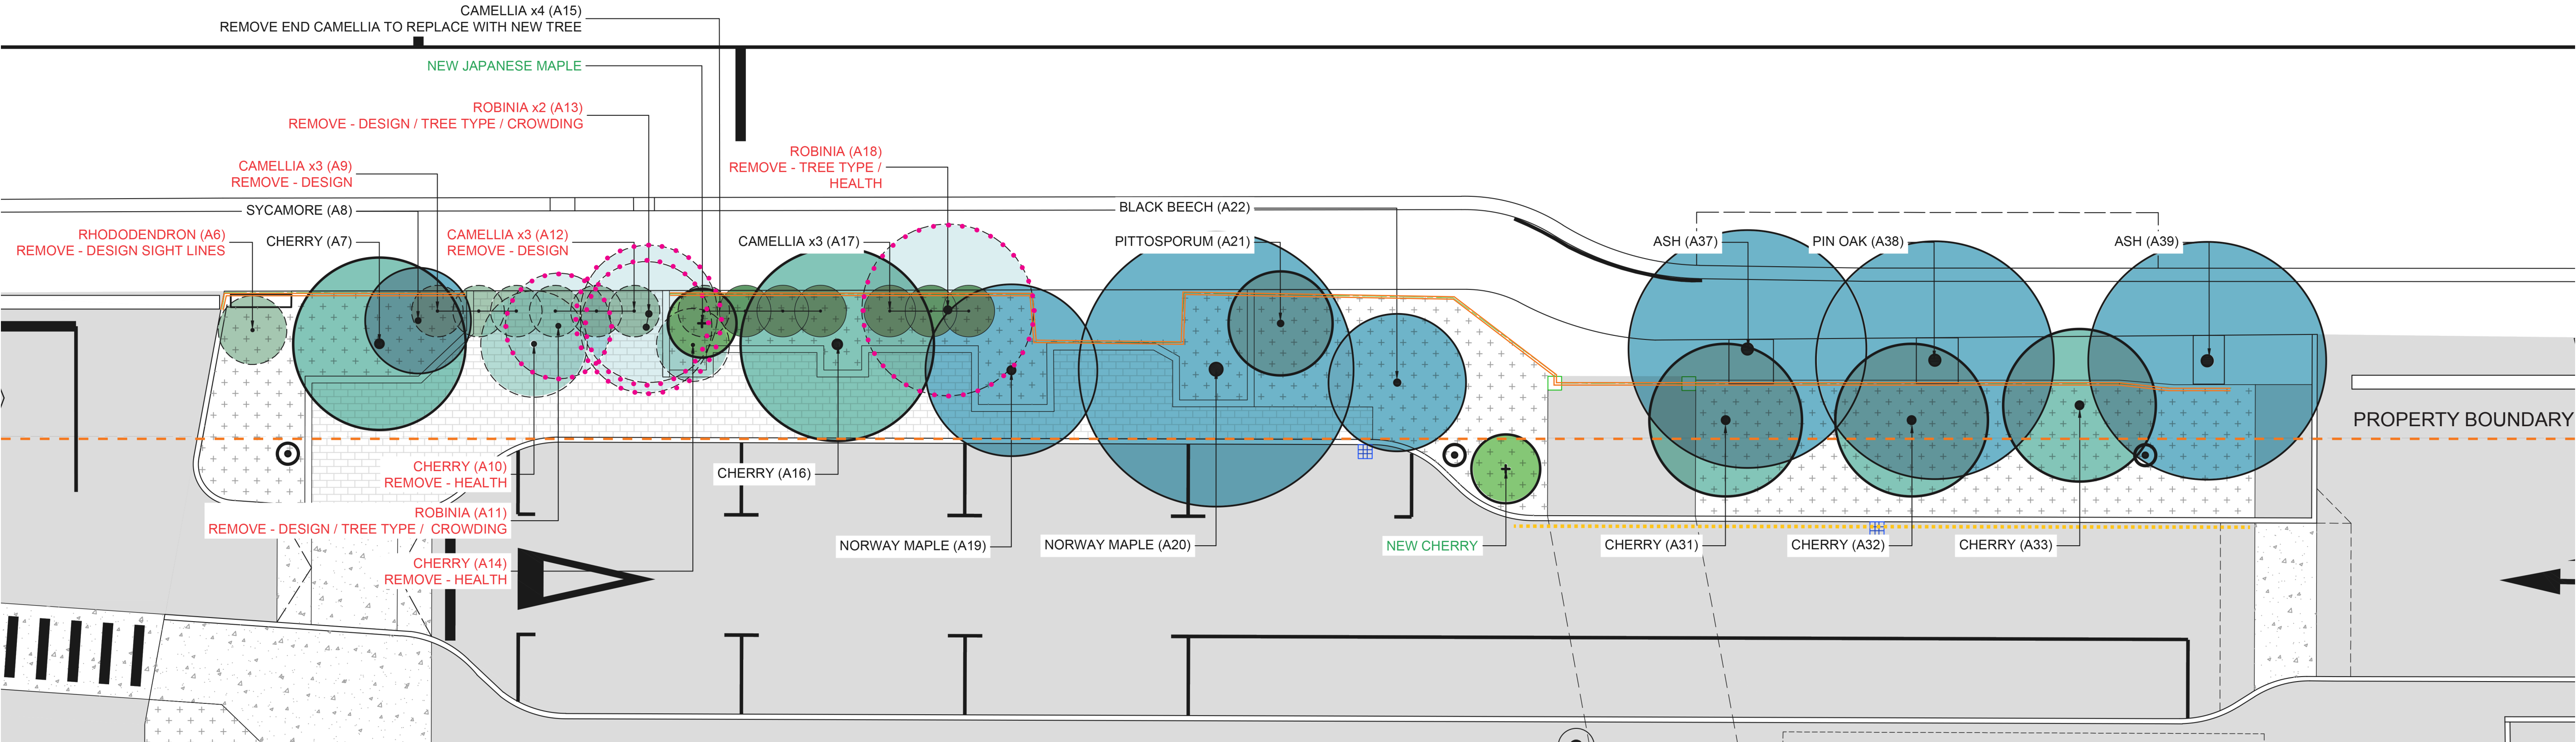 CAMELLIA x4 (A15)
REMOVE END CAMELLIA TO REPLACE WITH NEW TREE
NEW JAPANESE MAPLE
ROBINIA x2 (A13)
REMOVE - DESIGN / TREE TYPE / CROWDING
CAMELLIA x3 (A9)
REMOVE - DESIGN
SYCAMORE (A8)
RHODODENDRON (A6)
REMOVE - DESIGN SIGHT LINES
CHERRY (A7)
CAMELLIA x3 (A12)
REMOVE - DESIGN
ROBINIA (A18)
REMOVE - TREE TYPE /
HEALTH
CAMELLIA x3 (A17)
BLACK BEECH (A22)
PITTOSPORUM (A21)
ASH (A37)
PIN OAK (A38)
ASH (A39)
PROPERTY BOUNDARY
CHERRY (A10)
REMOVE - HEALTH
ROBINIA (A11)
REMOVE - DESIGN / TREE TYPE / CROWDING
CHERRY (A14)
REMOVE - HEALTH
CHERRY (A16)
NORWAY MAPLE (A19)
NORWAY MAPLE (A20)
NEW CHERRY
CHERRY (A31)
CHERRY (A32)
CHERRY (A33)